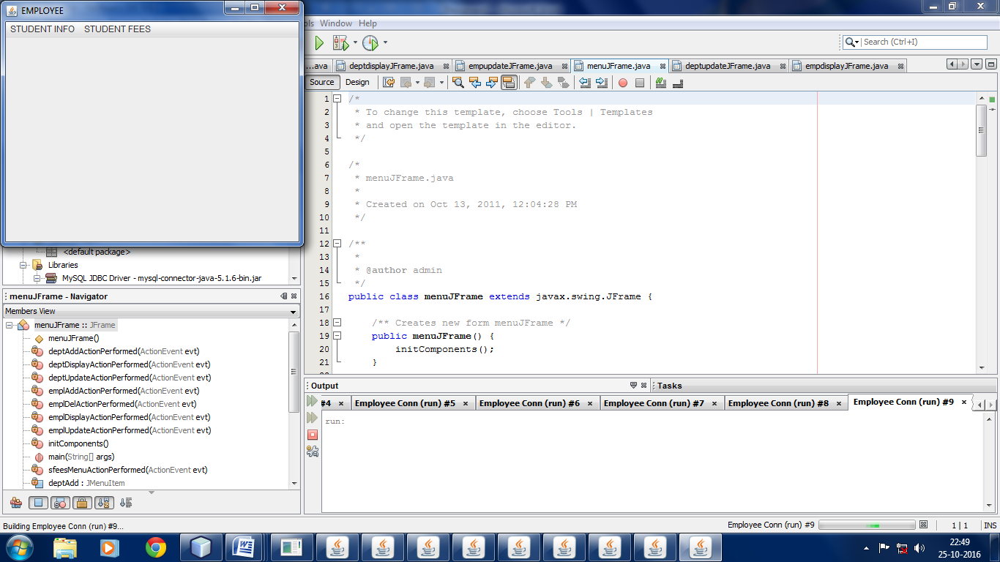 EMPLOYEE
STUDENT INFO STUDENT FEES
ols Window Help
Search (Ctrl+I)
...ava deptdisplayJFrame.java empupdateJFrame.java menuJFrame.java deptupdateJFrame.java empdisplayJFrame.java
Source Design
1 /*
2 * To change this template, choose Tools | Templates
3 * and open the template in the editor.
4 */
5
6 /*
7 * menuJFrame.java
8 *
9 * Created on Oct 13, 2011, 12:04:28 PM
10 */
11
12 /**
13 *
14 * @author admin
15 */
16 public class menuJFrame extends javax.swing.JFrame {
17
18 /** Creates new form menuJFrame */
19 public menuJFrame() {
20 initComponents();
21 }
<default package>
Libraries
MySQL JDBC Driver - mysql-connector-java-5.1.6-bin.jar
menuJFrame - Navigator
Members View
menuJFrame :: JFrame
menuJFrame()
deptAddActionPerformed(ActionEvent evt)
deptDisplayActionPerformed(ActionEvent evt)
deptUpdateActionPerformed(ActionEvent evt)
emplAddActionPerformed(ActionEvent evt)
emplDelActionPerformed(ActionEvent evt)
emplDisplayActionPerformed(ActionEvent evt)
emplUpdateActionPerformed(ActionEvent evt)
initComponents()
main(String[] args)
sfeesMenuActionPerformed(ActionEvent evt)
deptAdd : JMenuItem
Output Tasks
#4 Employee Conn (run) #5 Employee Conn (run) #6 Employee Conn (run) #7 Employee Conn (run) #8 Employee Conn (run) #9
run:
Building Employee Conn (run) #9... Employee Conn (run) #9 1 | 1 INS
22:49
25-10-2016